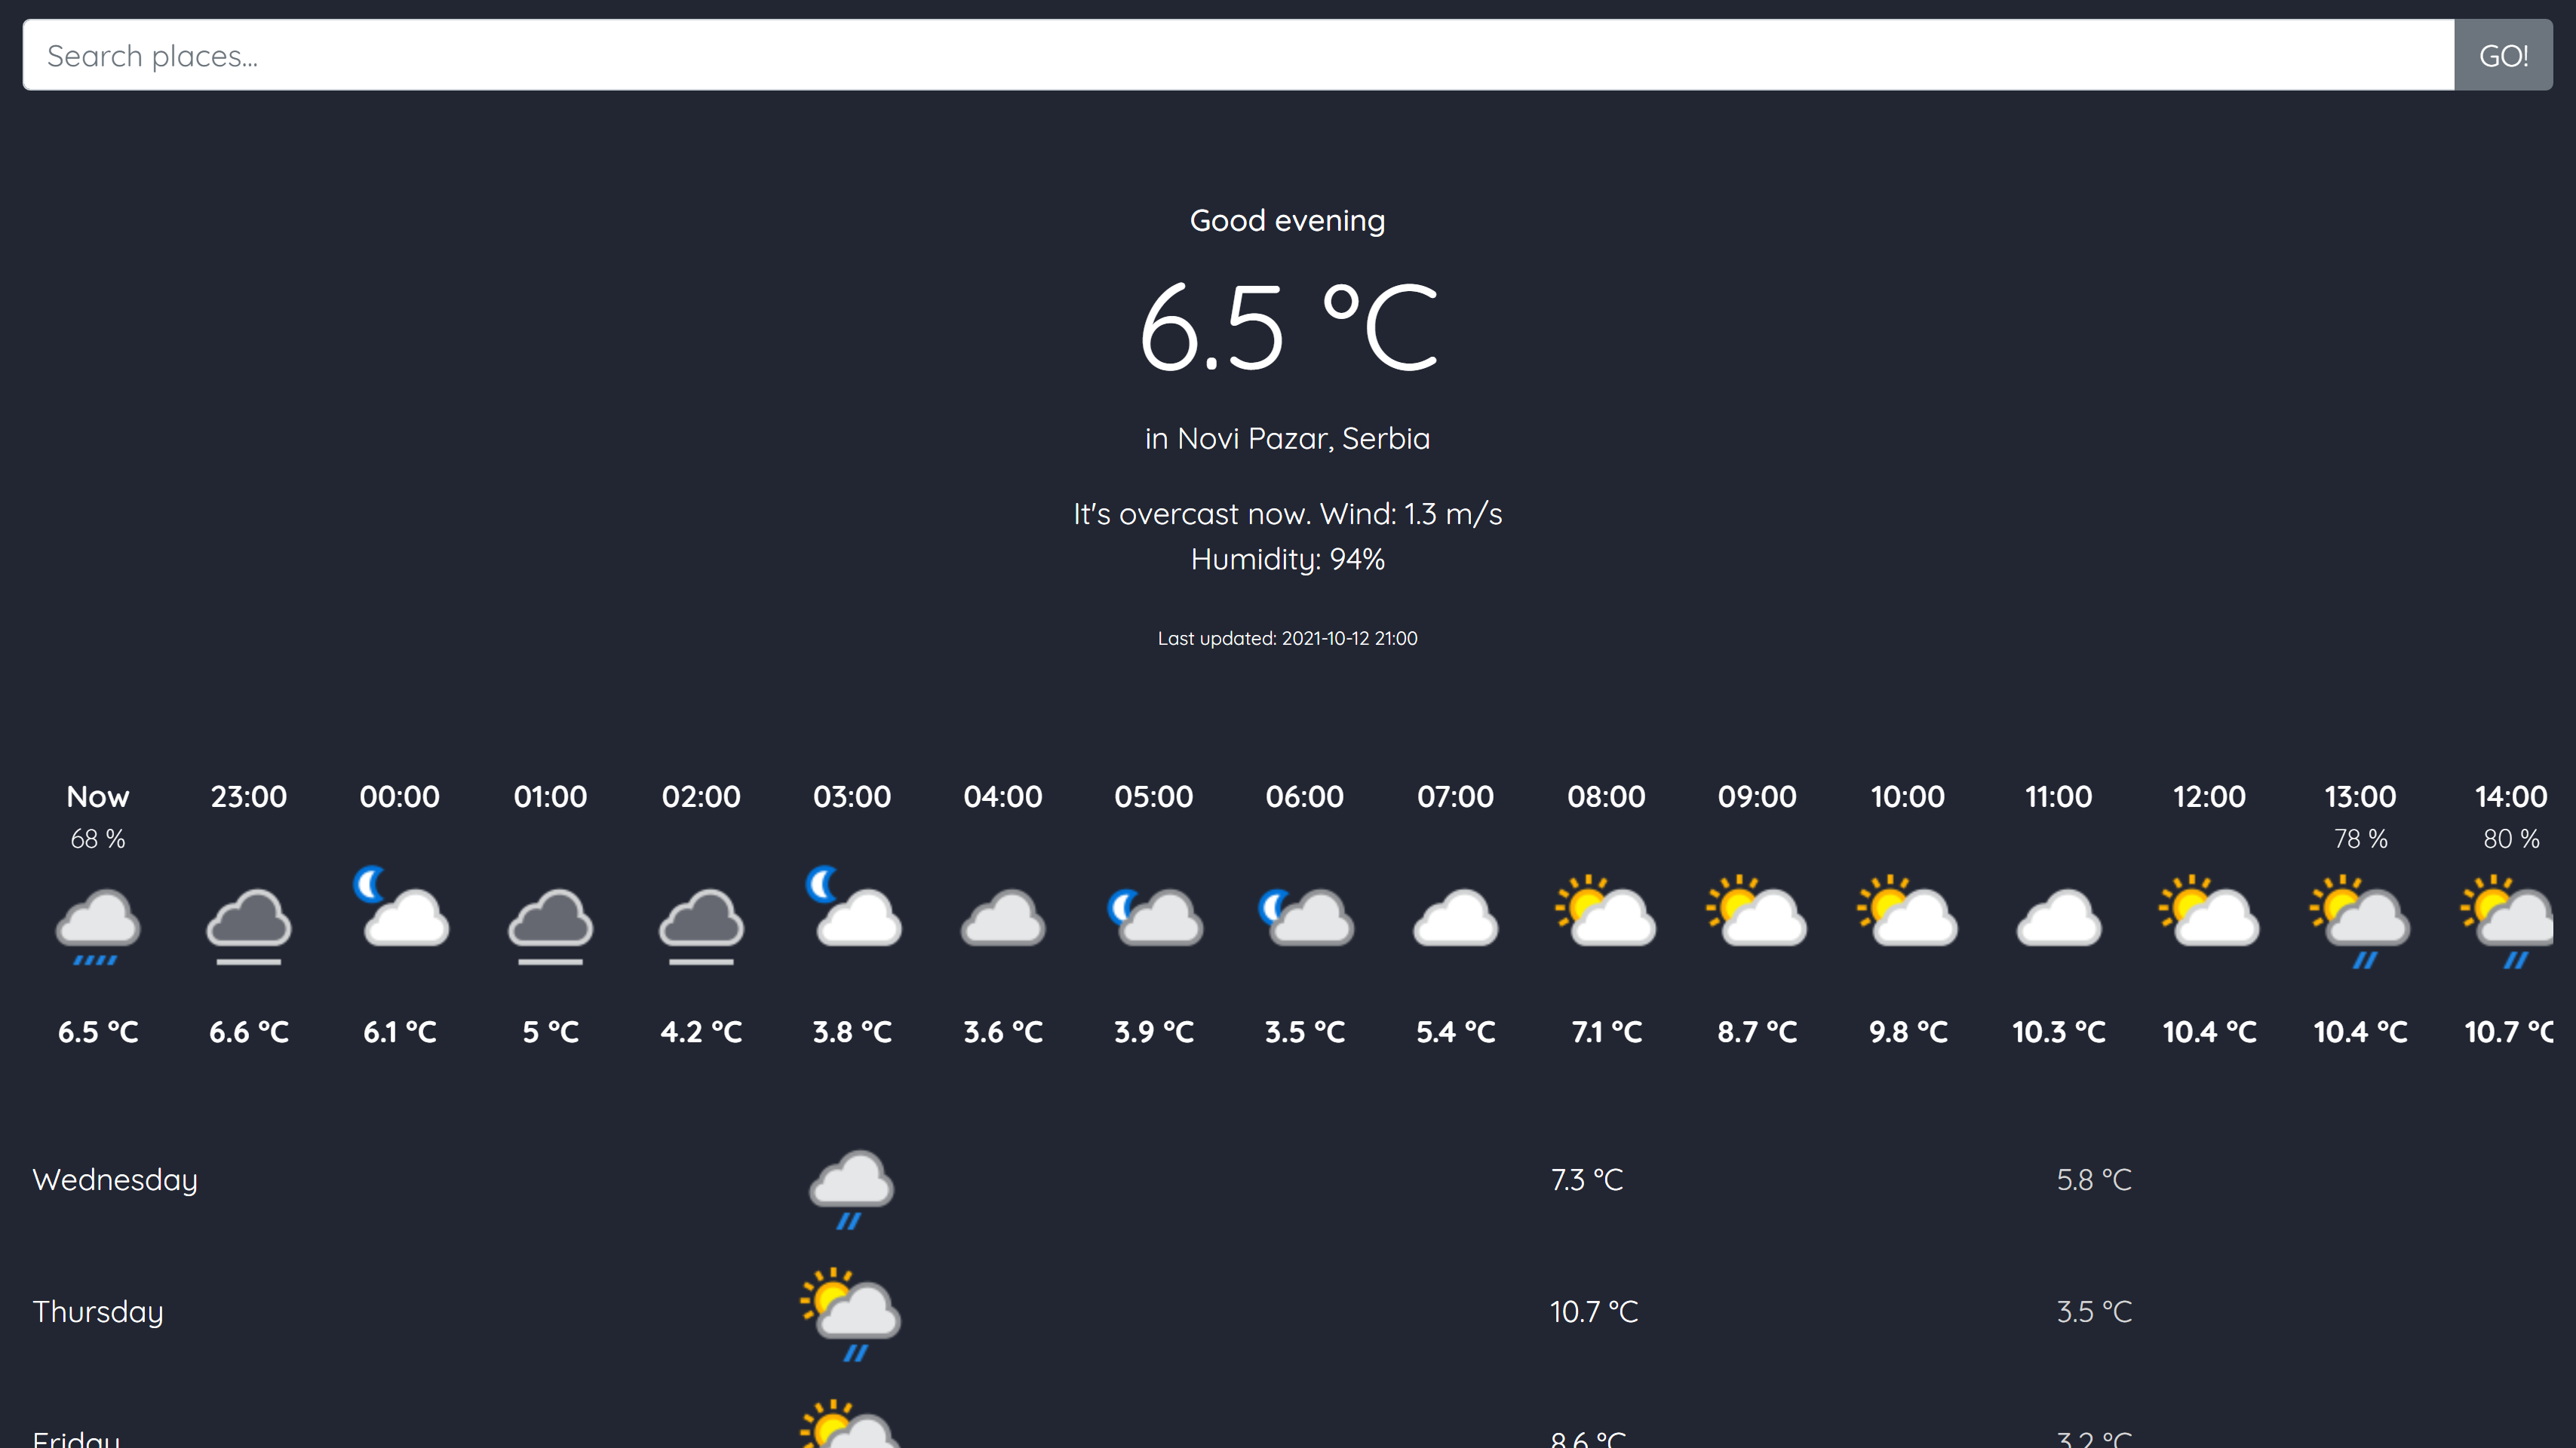 Search places...
GO!
Good evening
6.5 °C
in Novi Pazar, Serbia
It's overcast now. Wind: 1.3 m/s
Humidity: 94%
Last updated: 2021-10-12 21:00
Now 23:00 00:00 01:00 02:00 03:00 04:00 05:00 06:00 07:00 08:00 09:00 10:00 11:00 12:00 13:00 14:00
68 % 78 % 80 %
6.5 °C 6.6 °C 6.1 °C 5 °C 4.2 °C 3.8 °C 3.6 °C 3.9 °C 3.5 °C 5.4 °C 7.1 °C 8.7 °C 9.8 °C 10.3 °C 10.4 °C 10.4 °C 10.7 °C
Wednesday 7.3 °C 5.8 °C
Thursday 10.7 °C 3.5 °C
Friday 8.6 °C 3.2 °C